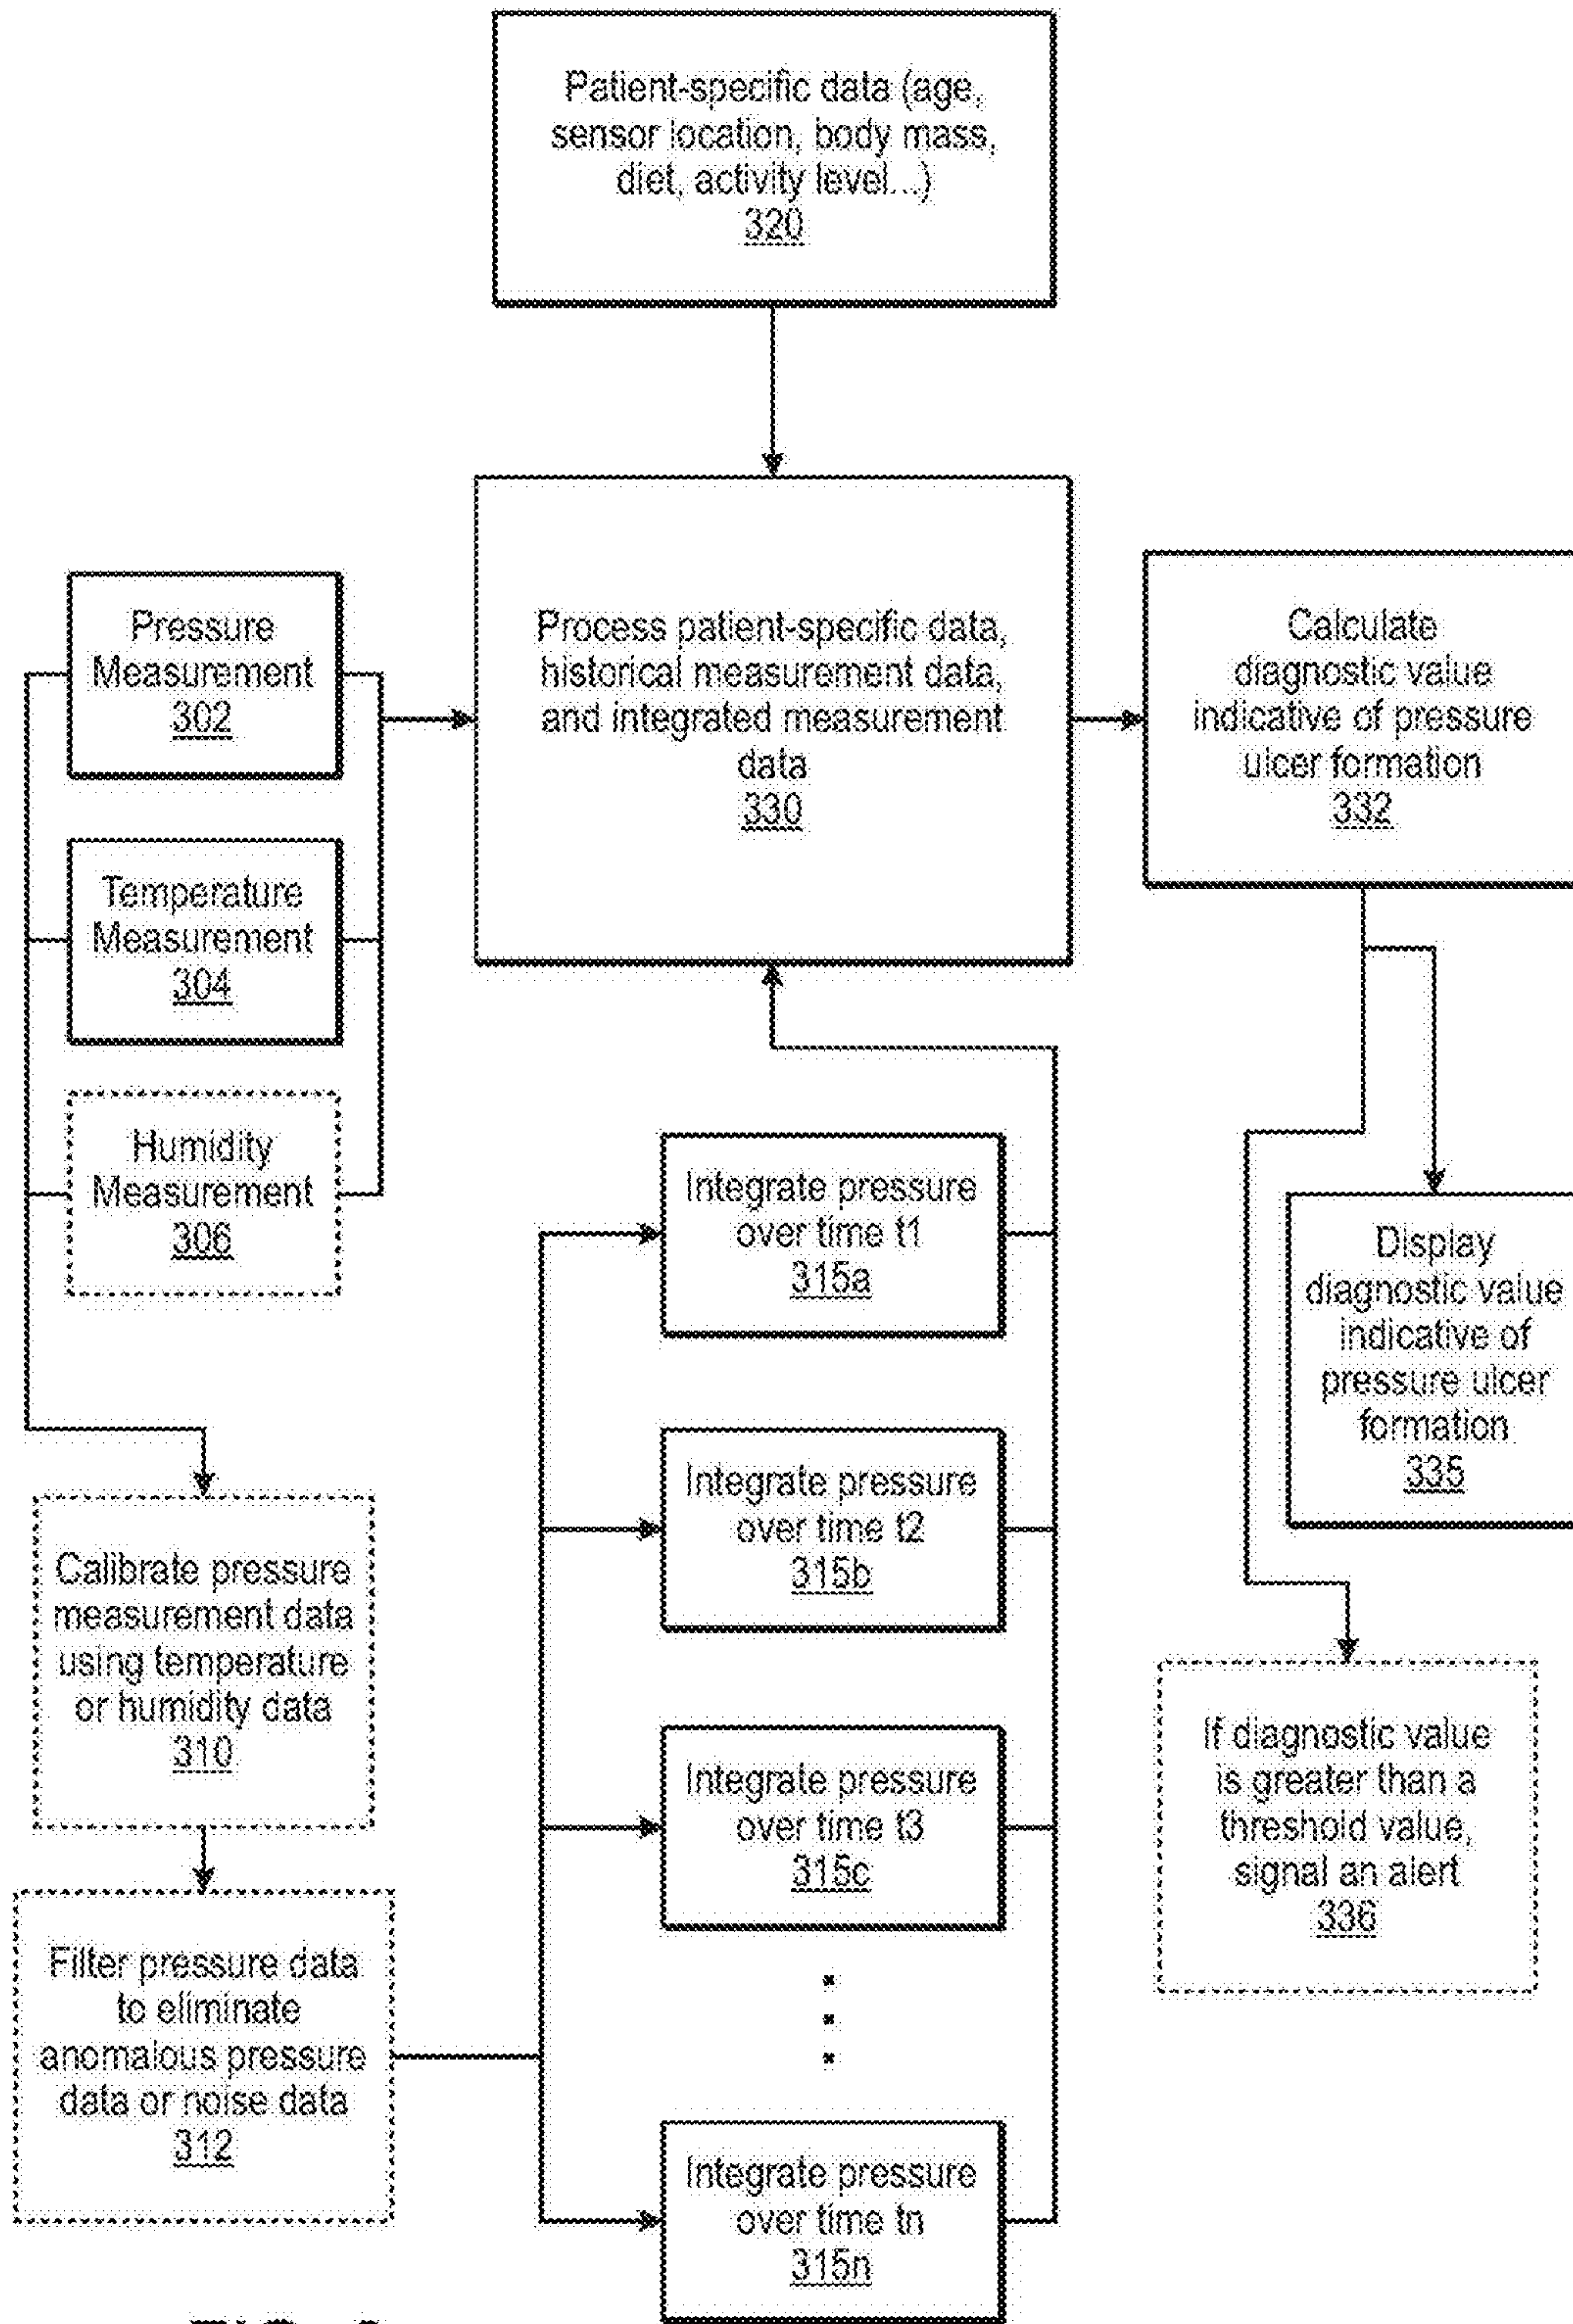 Patient-specific data (age,
sensor location, body mass,
diet, activity level...)
320
Pressure
Measurement
302
Temperature
Measurement
304
Humidity
Measurement
306
Process patient-specific data,
historical measurement data,
and integrated measurement
data
330
Calculate
diagnostic value
indicative of pressure
ulcer formation
332
Calibrate pressure
measurement data
using temperature
or humidity data
310
Filter pressure data
to eliminate
anomalous pressure
data or noise data
312
Integrate pressure
over time t1
315a
Integrate pressure
over time t2
315b
Integrate pressure
over time t3
315c
Integrate pressure
over time tn
315n
Display
diagnostic value
indicative of
pressure ulcer
formation
335
If diagnostic value
is greater than a
threshold value,
signal an alert
336